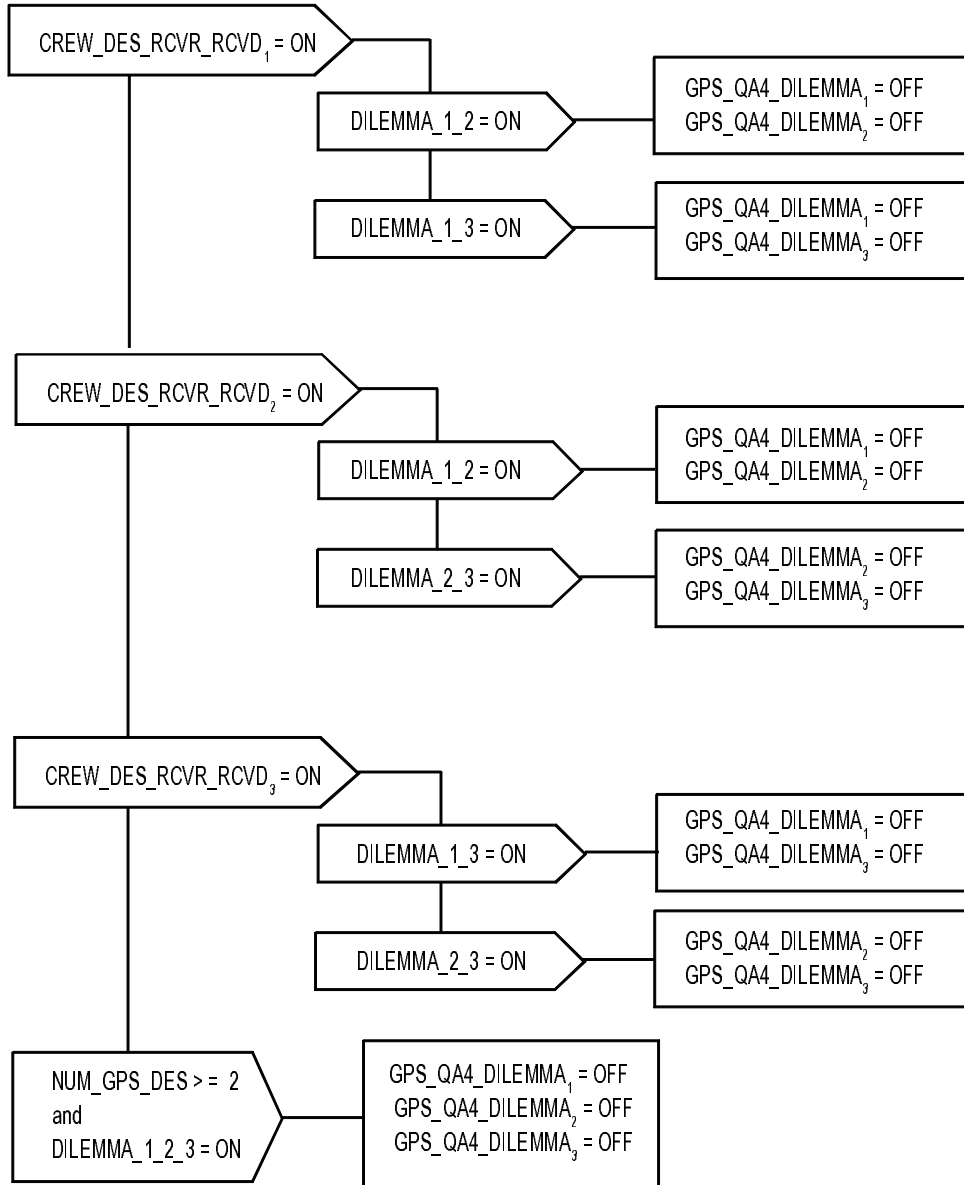 CREW_DES_RCVR_RCVD₁ = ON
DILEMMA_1_2 = ON
GPS_QA4_DILEMMA₁ = OFF
GPS_QA4_DILEMMA₂ = OFF
DILEMMA_1_3 = ON
GPS_QA4_DILEMMA₁ = OFF
GPS_QA4_DILEMMA₃ = OFF
CREW_DES_RCVR_RCVD₂ = ON
DILEMMA_1_2 = ON
GPS_QA4_DILEMMA₁ = OFF
GPS_QA4_DILEMMA₂ = OFF
DILEMMA_2_3 = ON
GPS_QA4_DILEMMA₂ = OFF
GPS_QA4_DILEMMA₃ = OFF
CREW_DES_RCVR_RCVD₃ = ON
DILEMMA_1_3 = ON
GPS_QA4_DILEMMA₁ = OFF
GPS_QA4_DILEMMA₃ = OFF
DILEMMA_2_3 = ON
GPS_QA4_DILEMMA₂ = OFF
GPS_QA4_DILEMMA₃ = OFF
NUM_GPS_DES > = 2
and
DILEMMA_1_2_3 = ON
GPS_QA4_DILEMMA₁ = OFF
GPS_QA4_DILEMMA₂ = OFF
GPS_QA4_DILEMMA₃ = OFF